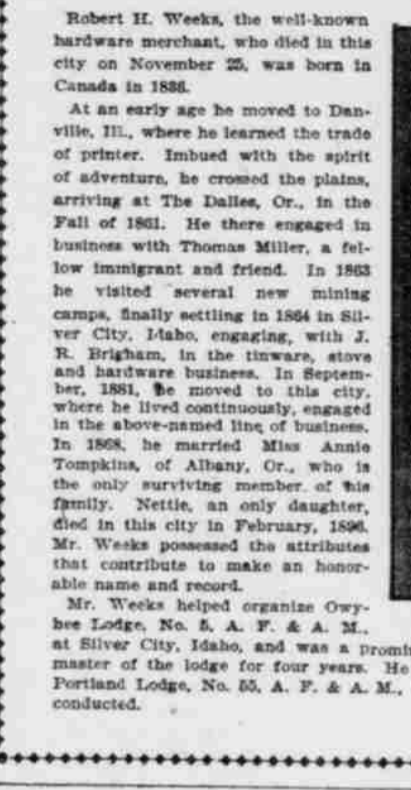 Robert H. Weeks, the well-known
hardware merchant, who died in this
city on November 25, was born in
Canada in 1836.
At an early age he moved to Dan-
ville, Ill., where he learned the trade
of printer. Imbued with the spirit
of adventure, he crossed the plains,
arriving at The Dalles, Or., in the
Fall of 1861. He there engaged in
business with Thomas Miller, a fel-
low immigrant and friend. In 1863
he visited several new mining
camps, finally settling in 1864 in Sil-
ver City, Idaho, engaging, with J.
R. Brigham, in the tinware, stove
and hardware business. In Septem-
ber, 1881, he moved to this city,
where he lived continuously, engaged
in the above-named line of business.
In 1868, he married Miss Annie
Tompkins, of Albany, Or., who is
the only surviving member of his
family. Nettie, an only daughter,
died in this city in February, 1896.
Mr. Weeks possessed the attributes
that contribute to make an honor-
able name and record.
Mr. Weeks helped organize Owy-
hee Lodge, No. 5, A. F. & A. M.,
at Silver City, Idaho, and was a promi
master of the lodge for four years. He
Portland Lodge, No. 55, A. F. & A. M.,
conducted.